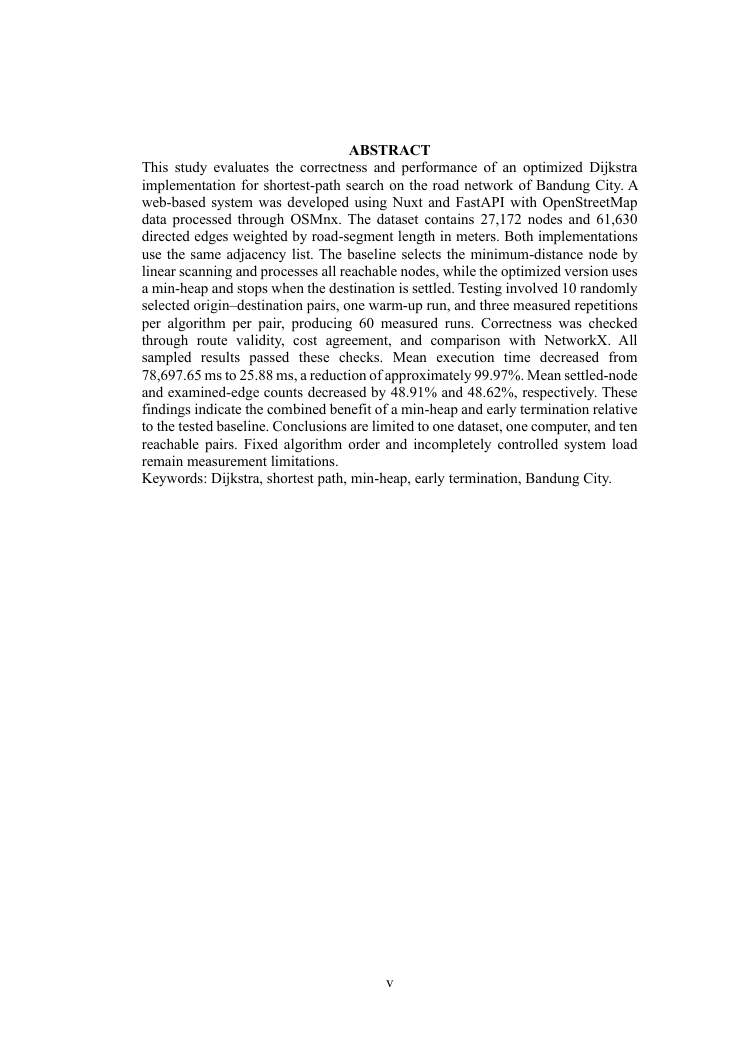 ABSTRACT
This study evaluates the correctness and performance of an optimized Dijkstra
implementation for shortest-path search on the road network of Bandung City. A
web-based system was developed using Nuxt and FastAPI with OpenStreetMap
data processed through OSMnx. The dataset contains 27,172 nodes and 61,630
directed edges weighted by road-segment length in meters. Both implementations
use the same adjacency list. The baseline selects the minimum-distance node by
linear scanning and processes all reachable nodes, while the optimized version uses
a min-heap and stops when the destination is settled. Testing involved 10 randomly
selected origin–destination pairs, one warm-up run, and three measured repetitions
per algorithm per pair, producing 60 measured runs. Correctness was checked
through route validity, cost agreement, and comparison with NetworkX. All
sampled results passed these checks. Mean execution time decreased from
78,697.65 ms to 25.88 ms, a reduction of approximately 99.97%. Mean settled-node
and examined-edge counts decreased by 48.91% and 48.62%, respectively. These
findings indicate the combined benefit of a min-heap and early termination relative
to the tested baseline. Conclusions are limited to one dataset, one computer, and ten
reachable pairs. Fixed algorithm order and incompletely controlled system load
remain measurement limitations.
Keywords: Dijkstra, shortest path, min-heap, early termination, Bandung City.
v